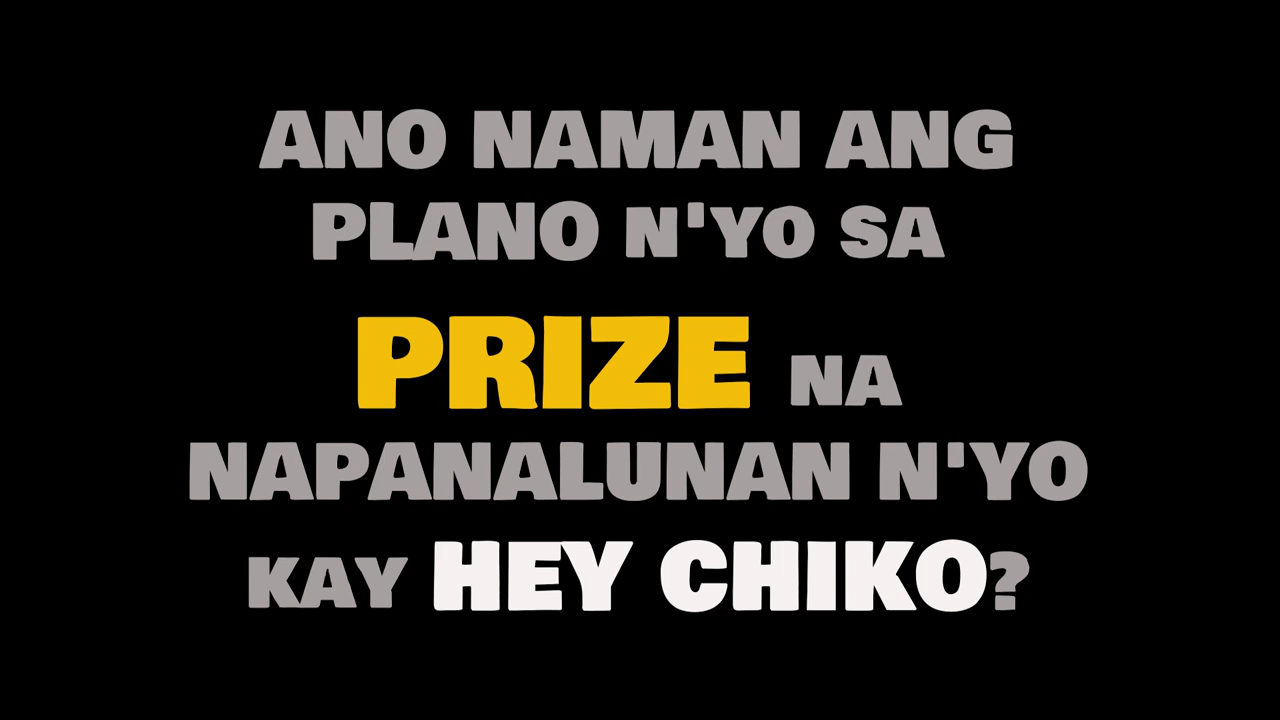 ANO NAMAN ANG
PLANO N'YO SA
PRIZE NA
NAPANALUNAN N'YO
KAY HEY CHIKO?